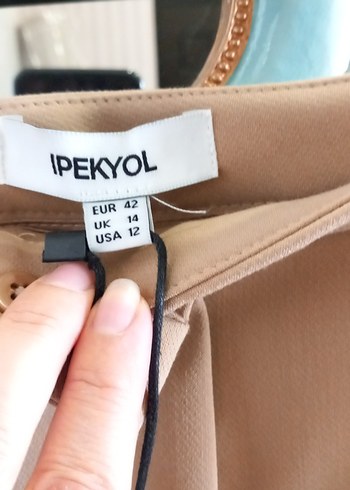 IPEKYOL
EUR 42
UK 14
USA 12